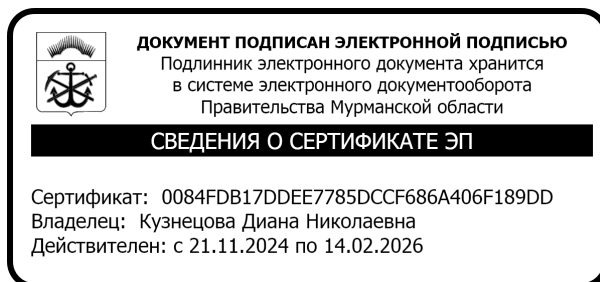 ДОКУМЕНТ ПОДПИСАН ЭЛЕКТРОННОЙ ПОДПИСЬЮ
Подлинник электронного документа хранится
в системе электронного документооборота
Правительства Мурманской области
СВЕДЕНИЯ О СЕРТИФИКАТЕ ЭП
Сертификат: 0084FDB17DDEE7785DCCF686A406F189DD
Владелец: Кузнецова Диана Николаевна
Действителен: с 21.11.2024 по 14.02.2026